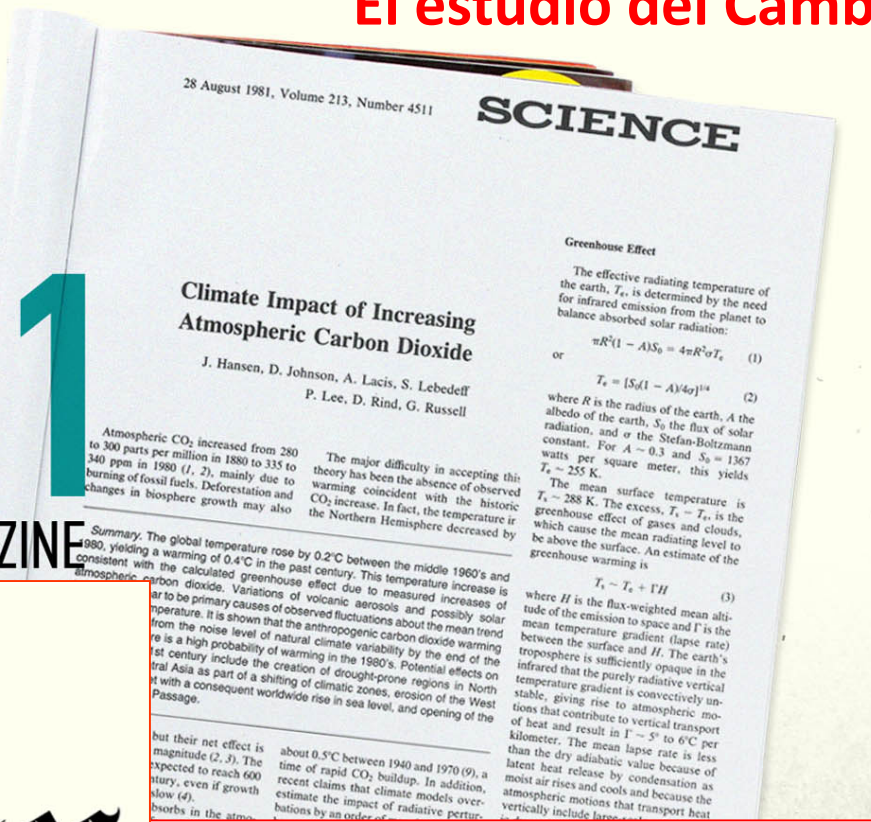 El estudio del Camb
28 August 1981, Volume 213, Number 4511
SCIENCE
1
ZINE
Climate Impact of Increasing
Atmospheric Carbon Dioxide
J. Hansen, D. Johnson, A. Lacis, S. Lebedeff
P. Lee, D. Rind, G. Russell
Atmospheric CO₂ increased from 280
to 300 parts per million in 1880 to 335 to
340 ppm in 1980 (1, 2), mainly due to
burning of fossil fuels. Deforestation and
changes in biosphere growth may also
The major difficulty in accepting this
theory has been the absence of observed
warming coincident with the historic
CO₂ increase. In fact, the temperature in
the Northern Hemisphere decreased by
Summary. The global temperature rose by 0.2°C between the middle 1960's and
1980, yielding a warming of 0.4°C in the past century. This temperature increase is
consistent with the calculated greenhouse effect due to measured increases of
atmospheric carbon dioxide. Variations of volcanic aerosols and possibly solar
ar to be primary causes of observed fluctuations about the mean trend
mperature. It is shown that the anthropogenic carbon dioxide warming
from the noise level of natural climate variability by the end of the
re is a high probability of warming in the 1980's. Potential effects on
1st century include the creation of drought-prone regions in North
tral Asia as part of a shifting of climatic zones, erosion of the West
t with a consequent worldwide rise in sea level, and opening of the
Passage.
but their net effect is
magnitude (2, 3). The
expected to reach 600
ntury, even if growth
slow (4).
bsorbs in the atmo
about 0.5°C between 1940 and 1970 (9), a
time of rapid CO₂ buildup. In addition,
recent claims that climate models over-
estimate the impact of radiative pertur-
bations by an order of
Greenhouse Effect
The effective radiating temperature of
the earth, Tₑ, is determined by the need
for infrared emission from the planet to
balance absorbed solar radiation:
πR²(1 − A)S₀ = 4πR²σTₑ (1)
or
Tₑ = [S₀(1 − A)/4σ]^1/4 (2)
where R is the radius of the earth, A the
albedo of the earth, S₀ the flux of solar
radiation, and σ the Stefan-Boltzmann
constant. For A ~ 0.3 and S₀ = 1367
watts per square meter, this yields
Tₑ ~ 255 K.
The mean surface temperature is
Tₛ ~ 288 K. The excess, Tₛ − Tₑ, is the
greenhouse effect of gases and clouds,
which cause the mean radiating level to
be above the surface. An estimate of the
greenhouse warming is
Tₛ ~ Tₑ + ΓH (3)
where H is the flux-weighted mean alti-
tude of the emission to space and Γ is the
mean temperature gradient (lapse rate)
between the surface and H. The earth's
troposphere is sufficiently opaque in the
infrared that the purely radiative vertical
temperature gradient is convectively un-
stable, giving rise to atmospheric mo-
tions that contribute to vertical transport
of heat and result in Γ ~ 5° to 6°C per
kilometer. The mean lapse rate is less
than the dry adiabatic value because of
latent heat release by condensation as
moist air rises and cools and because the
atmospheric motions that transport heat
vertically include